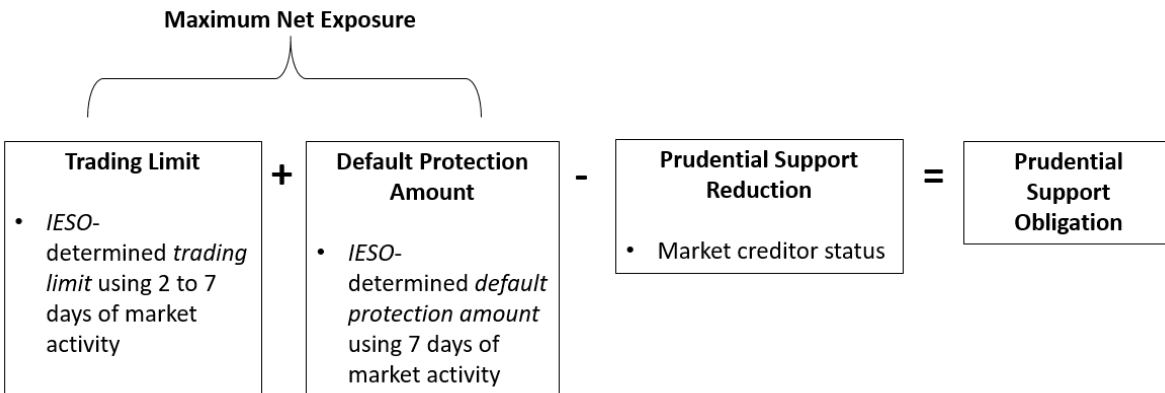 Maximum Net Exposure
Trading Limit
• IESO-
determined trading
limit using 2 to 7
days of market
activity
+
Default Protection
Amount
• IESO-
determined default
protection amount
using 7 days of
market activity
-
Prudential Support
Reduction
• Market creditor status
=
Prudential
Support
Obligation